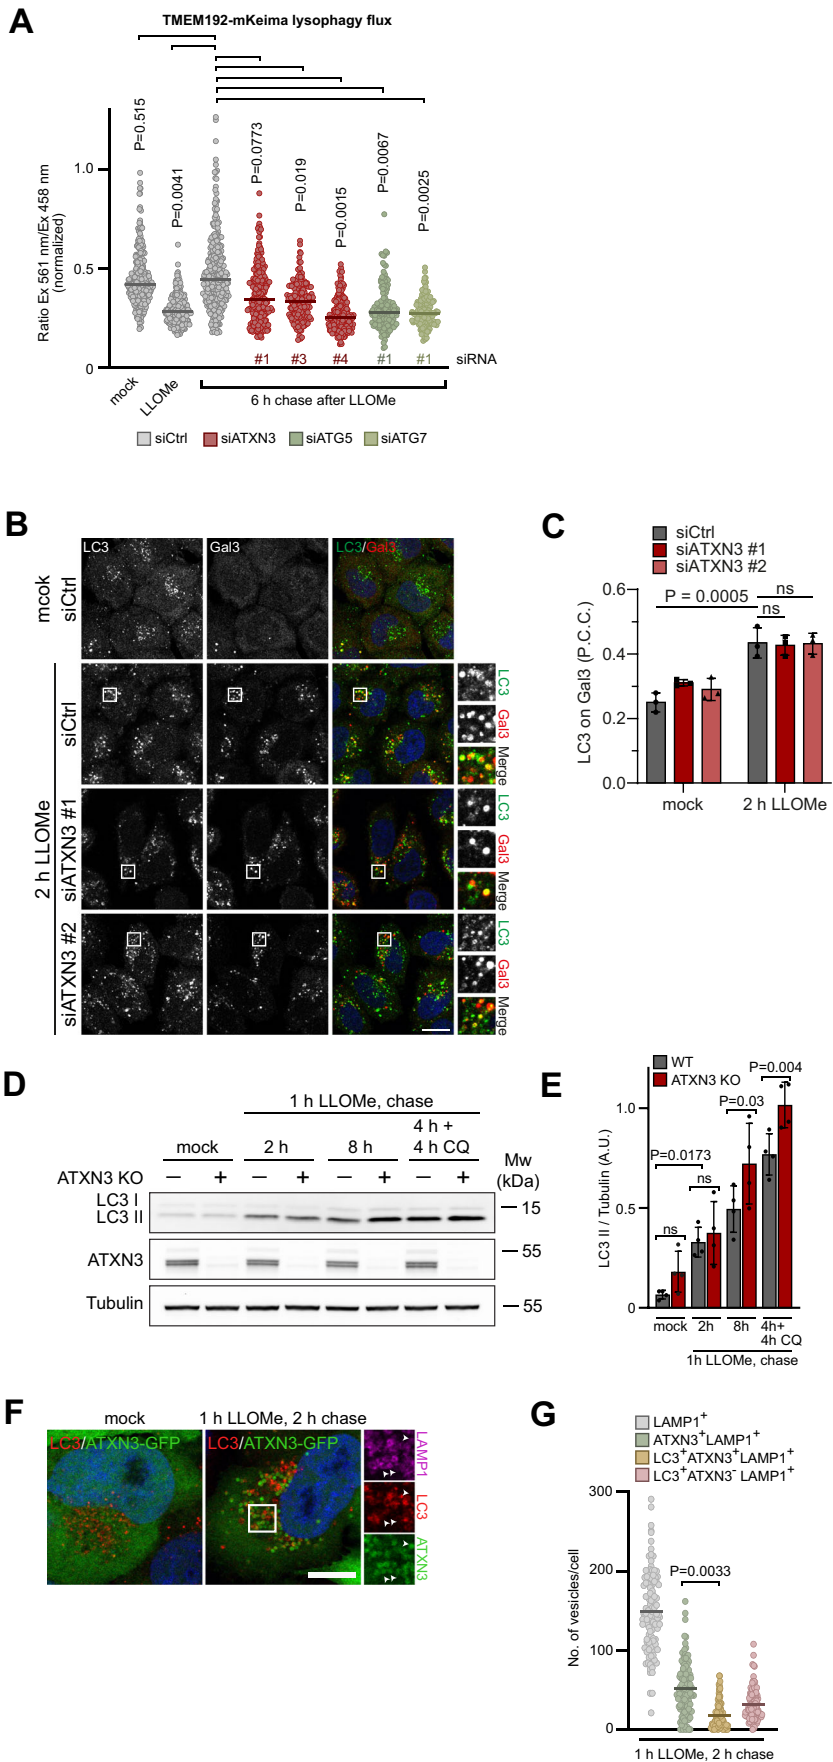 A
TMEM192-mKeima lysophagy flux
P=0.515
P=0.0041
P=0.0773
P=0.019
P=0.0015
P=0.0067
P=0.0025
Ratio Ex 561 nm/Ex 458 nm
(normalized)
1.0
0.5
0
#1 #3 #4 #1 #1 siRNA
mock
LLOMe
6 h chase after LLOMe
siCtrl siATXN3 siATG5 siATG7
B
LC3 Gal3 LC3/Gal3
mcok
siCtrl
2 h LLOMe
siCtrl
LC3
Gal3
Merge
siATXN3 #1
LC3
Gal3
Merge
siATXN3 #2
LC3
Gal3
Merge
C
siCtrl
siATXN3 #1
siATXN3 #2
LC3 on Gal3 (P.C.C.)
0.6
0.4
0.2
0.0
P = 0.0005
ns
ns
mock 2 h LLOMe
D
1 h LLOMe, chase
mock 2 h 8 h 4 h +
4 h CQ
ATXN3 KO – + – + – + – +
Mw
(kDa)
LC3 I
LC3 II
15
ATXN3
55
Tubulin
55
E
WT
ATXN3 KO
LC3 II / Tubulin (A.U.)
1.0
0.5
0
P=0.004
P=0.03
P=0.0173
ns
ns
mock 2h 8h 4h+
4h CQ
1h LLOMe, chase
F
mock 1 h LLOMe, 2 h chase
LC3/ATXN3-GFP LC3/ATXN3-GFP
LAMP1
LC3
ATXN3
G
LAMP1+
ATXN3+LAMP1+
LC3+ATXN3+LAMP1+
LC3+ATXN3- LAMP1+
No. of vesicles/cell
300
200
100
0
P=0.0033
1 h LLOMe, 2 h chase